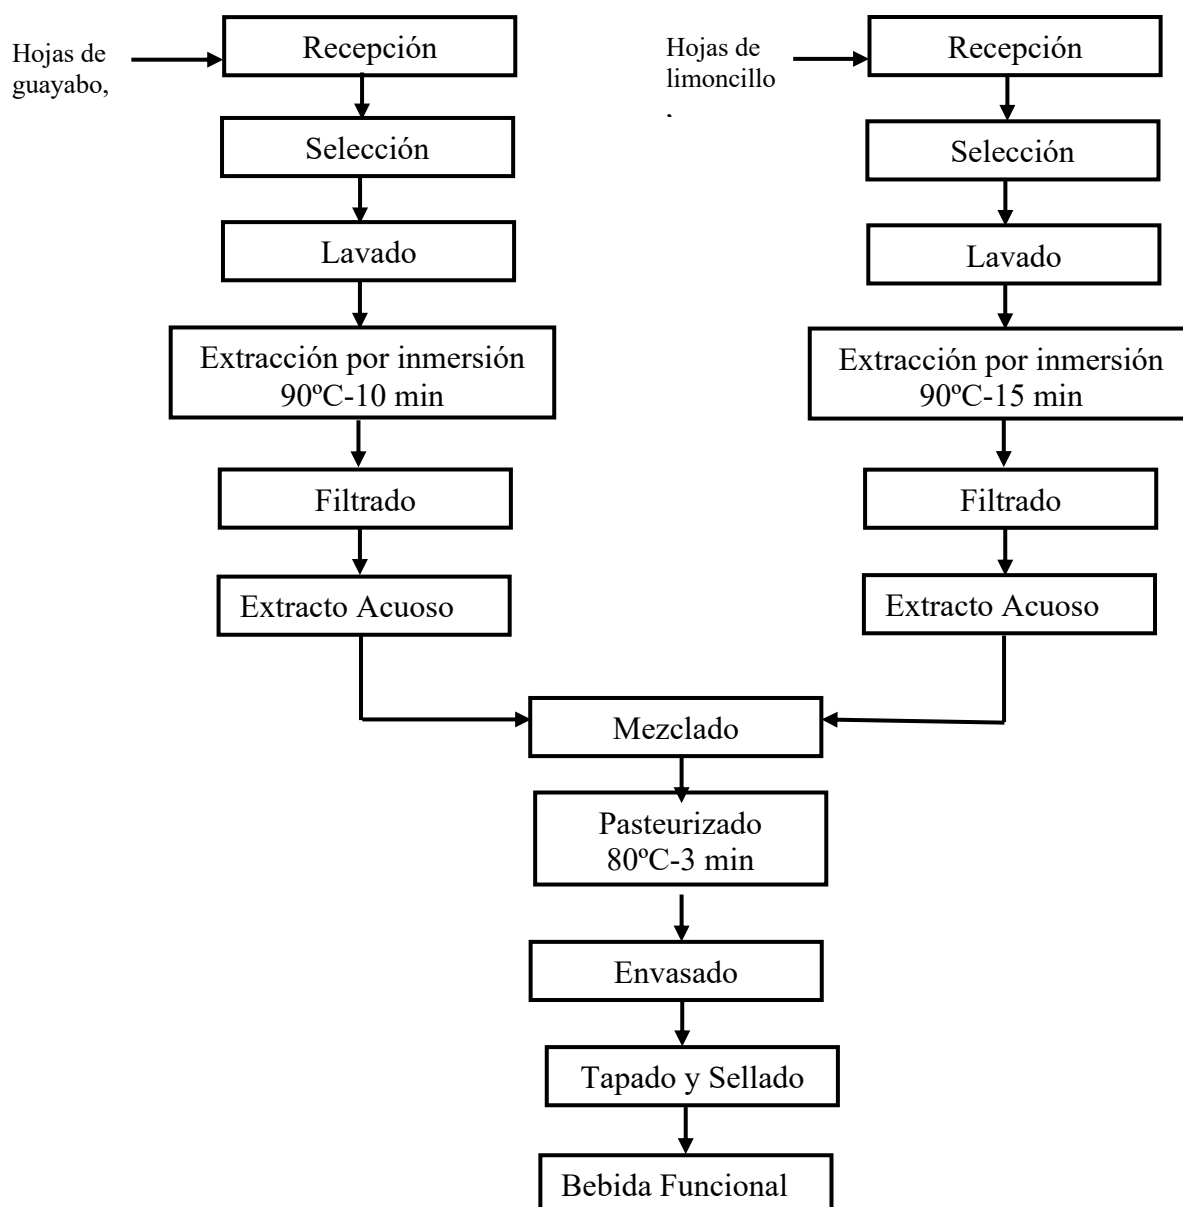 Hojas de
guayabo,
Recepción
Selección
Lavado
Extracción por inmersión
90ºC-10 min
Filtrado
Extracto Acuoso
Hojas de
limoncillo
,
Recepción
Selección
Lavado
Extracción por inmersión
90ºC-15 min
Filtrado
Extracto Acuoso
Mezclado
Pasteurizado
80ºC-3 min
Envasado
Tapado y Sellado
Bebida Funcional